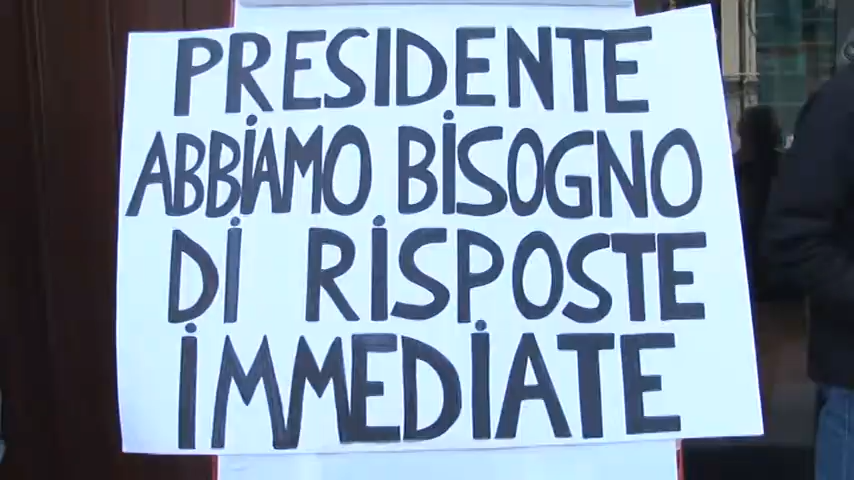 PRESIDENTE
ABBiAMO BiSOGNO
Di RiSPOSTE
iMMEDiATE